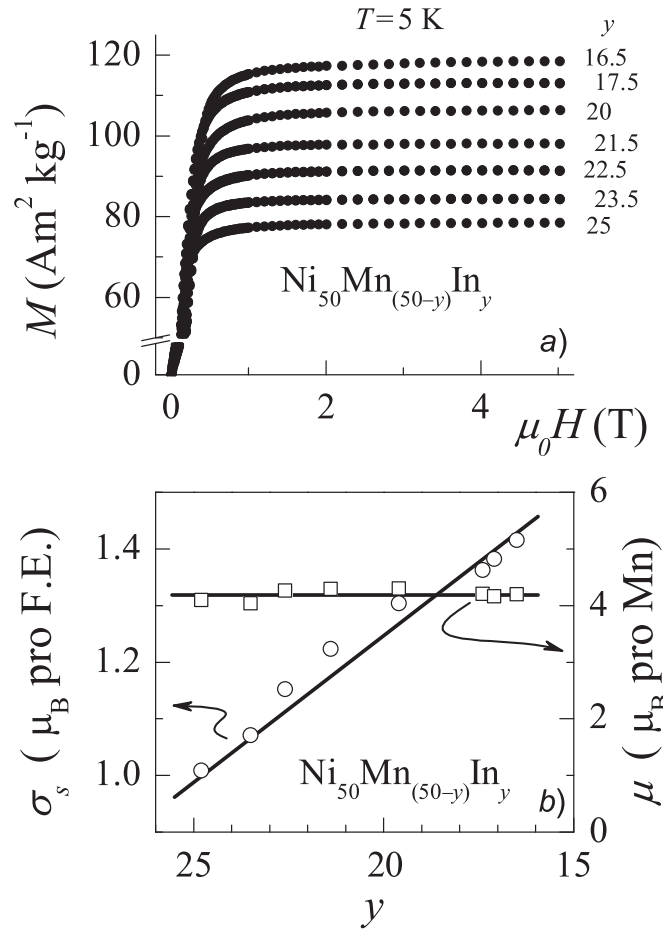 T=5 K
y
120
100
80
60
0
M (Am² kg⁻¹)
16.5
17.5
20
21.5
22.5
23.5
25
Ni₅₀Mn₍₅₀₋y₎Iny
a)
0 2 4
μ₀H (T)
1.4
1.2
1.0
σₛ ( μ_B pro F.E.)
6
4
2
0
μ ( μ_B pro Mn)
Ni₅₀Mn₍₅₀₋y₎Iny
b)
25 20 15
y